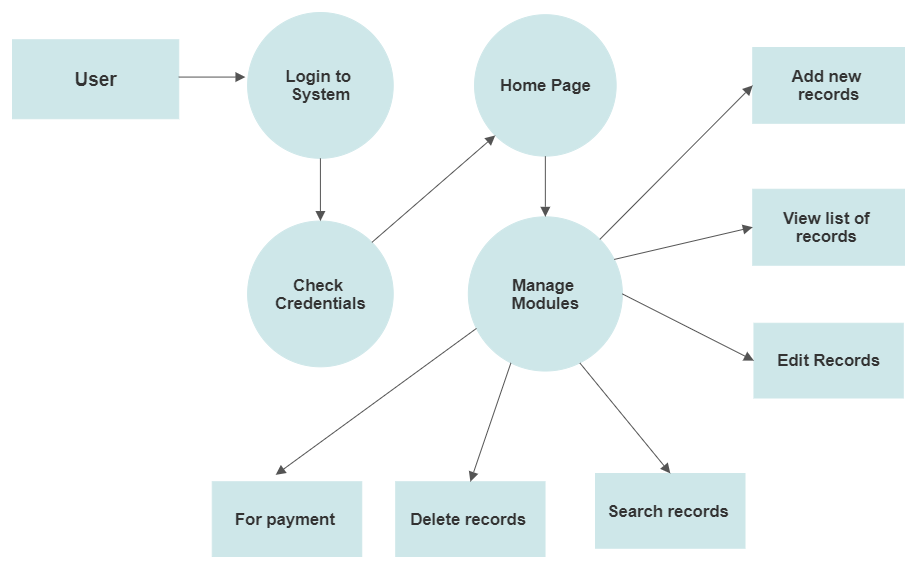 User
Login to
System
Home Page
Add new
records
View list of
records
Check
Credentials
Manage
Modules
Edit Records
For payment
Delete records
Search records